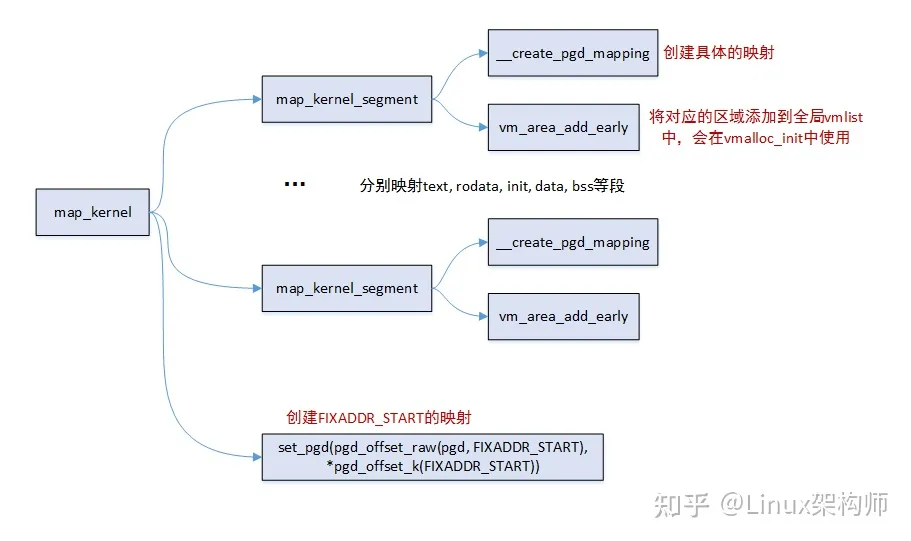 __create_pgd_mapping
创建具体的映射
map_kernel_segment
vm_area_add_early
将对应的区域添加到全局vmlist
中，会在vmalloc_init中使用
...
分别映射text, rodata, init, data, bss等段
map_kernel
__create_pgd_mapping
map_kernel_segment
vm_area_add_early
创建FIXADDR_START的映射
set_pgd(pgd_offset_raw(pgd, FIXADDR_START),
*pgd_offset_k(FIXADDR_START))
知乎 @Linux架构师